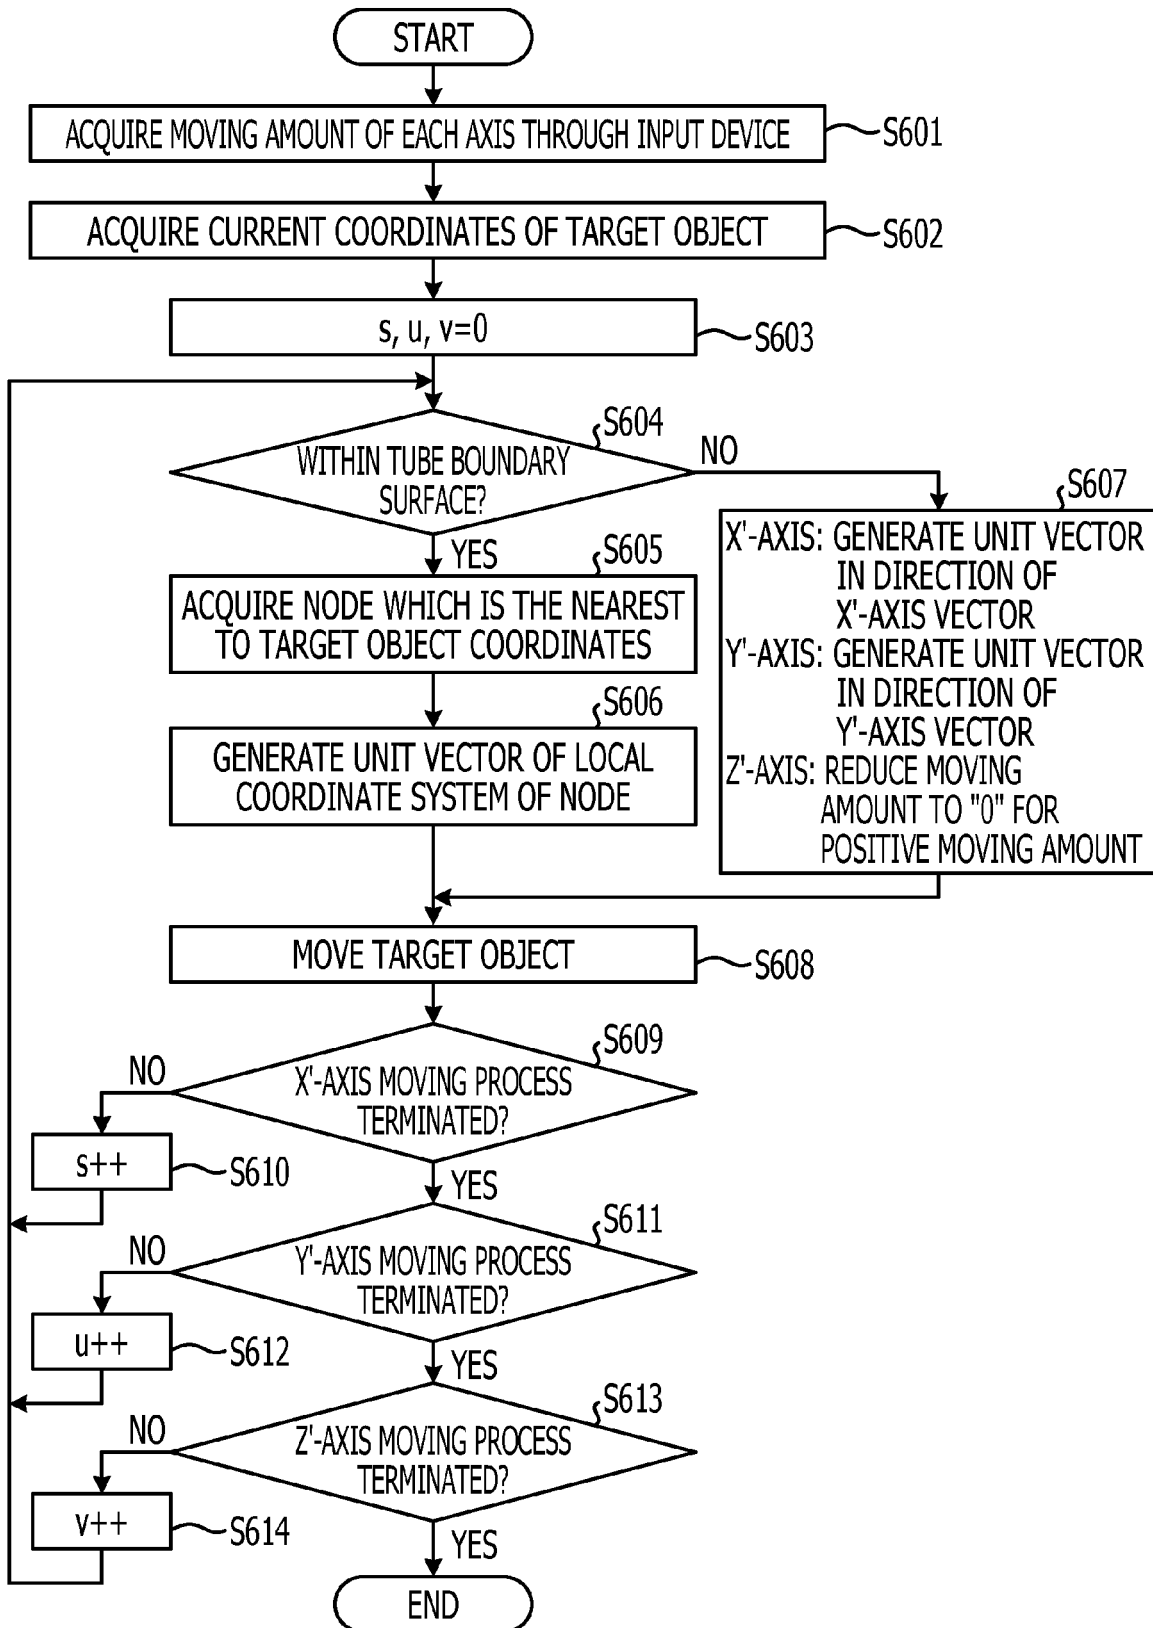 START
ACQUIRE MOVING AMOUNT OF EACH AXIS THROUGH INPUT DEVICE
S601
ACQUIRE CURRENT COORDINATES OF TARGET OBJECT
S602
s, u, v=0
S603
S604
WITHIN TUBE BOUNDARY
SURFACE?
NO
YES
S605
ACQUIRE NODE WHICH IS THE NEAREST
TO TARGET OBJECT COORDINATES
S606
GENERATE UNIT VECTOR OF LOCAL
COORDINATE SYSTEM OF NODE
S607
X'-AXIS: GENERATE UNIT VECTOR
IN DIRECTION OF
X'-AXIS VECTOR
Y'-AXIS: GENERATE UNIT VECTOR
IN DIRECTION OF
Y'-AXIS VECTOR
Z'-AXIS: REDUCE MOVING
AMOUNT TO "0" FOR
POSITIVE MOVING AMOUNT
MOVE TARGET OBJECT
S608
S609
X'-AXIS MOVING PROCESS
TERMINATED?
NO
s++
S610
YES
S611
Y'-AXIS MOVING PROCESS
TERMINATED?
NO
u++
S612
YES
S613
Z'-AXIS MOVING PROCESS
TERMINATED?
NO
v++
S614
YES
END